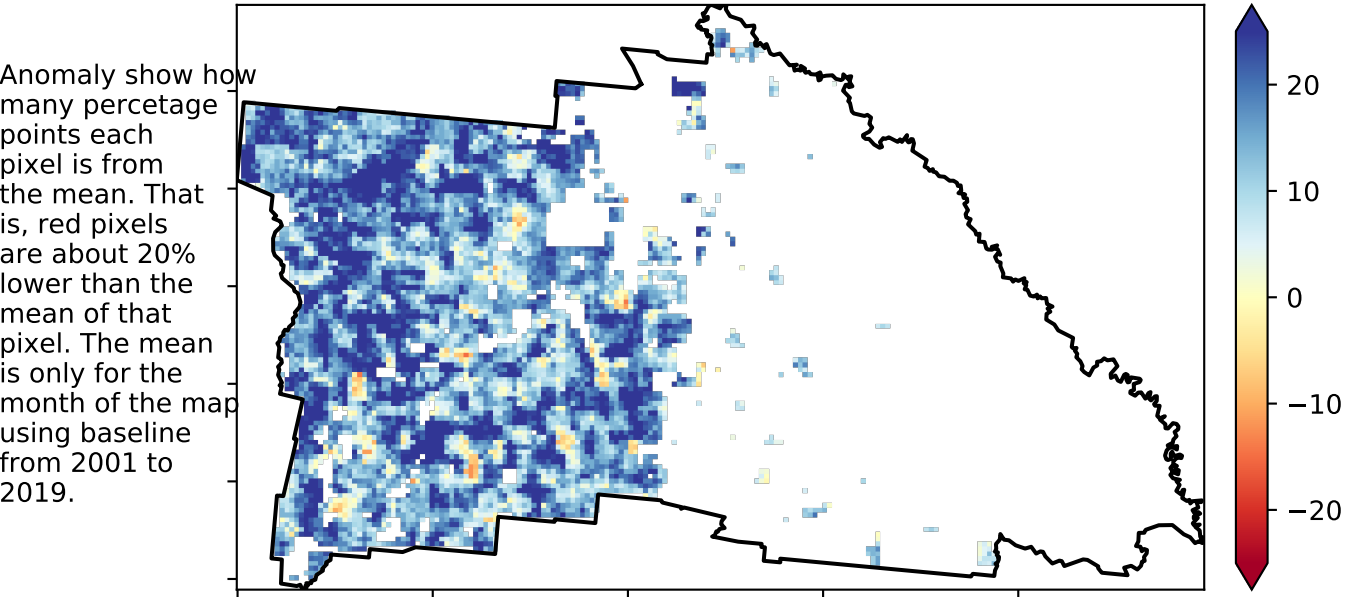 Anomaly show how
many percetage
points each
pixel is from
the mean. That
is, red pixels
are about 20%
lower than the
mean of that
pixel. The mean
is only for the
month of the map
using baseline
from 2001 to
2019.
20
10
0
−10
−20